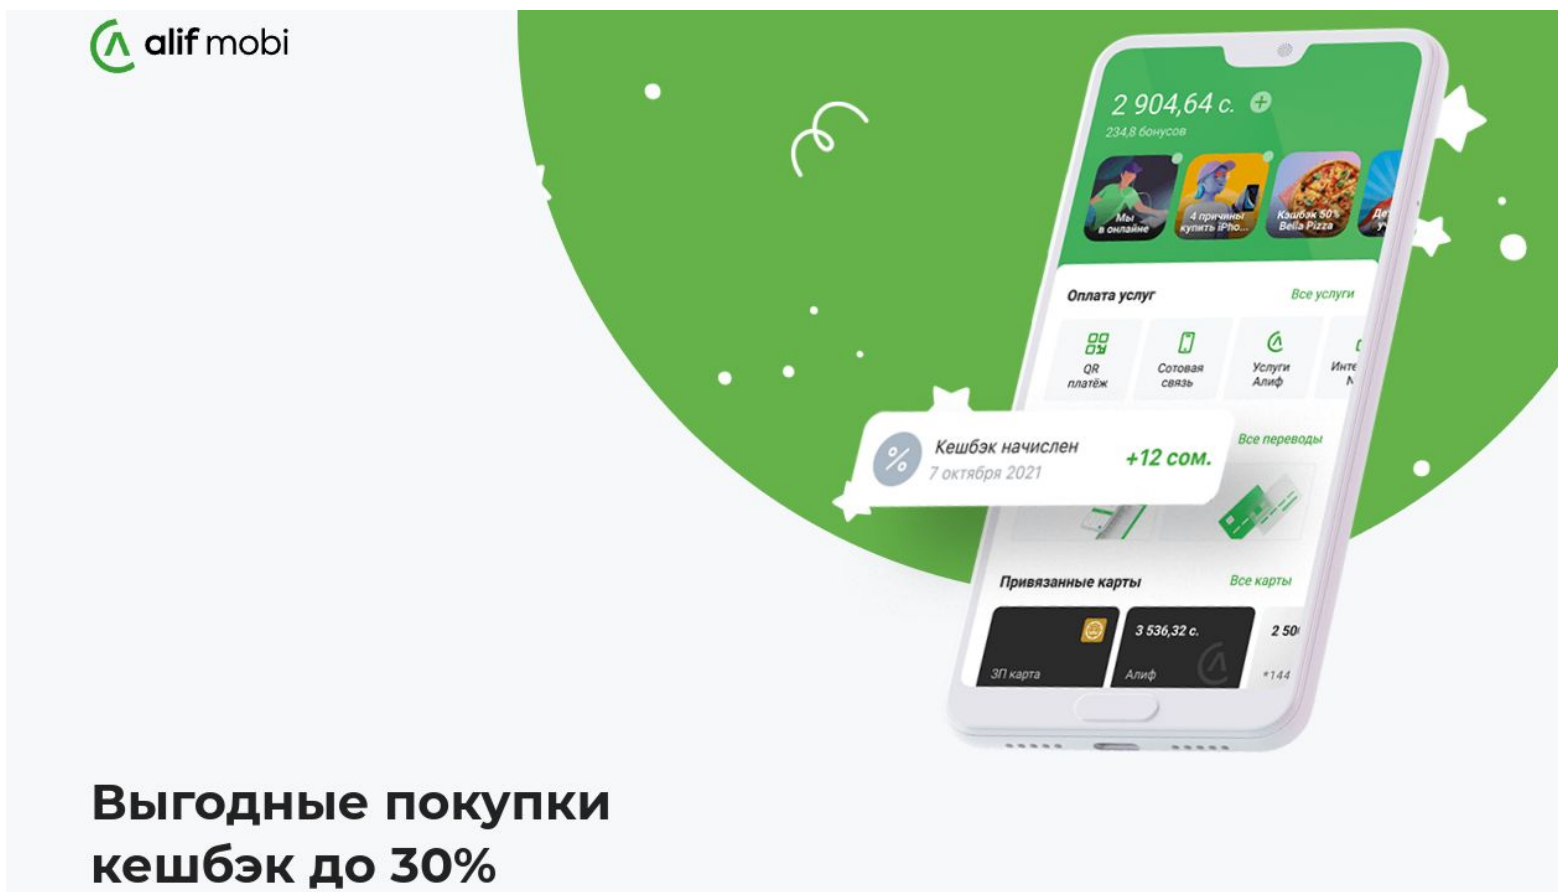 alif mobi
2 904,64 с.
234,8 бонусов
Мы
в онлайне
4 причины
купить iPho...
Кэшбэк 50%
Bella Pizza
Оплата услуг
Все услуги
QR
платёж
Сотовая
связь
Услуги
Алиф
Все переводы
Кешбэк начислен
7 октября 2021
+12 сом.
Привязанные карты
Все карты
ЗП карта
3 536,32 с.
Алиф
2 50
*144
Выгодные покупки
кешбэк до 30%